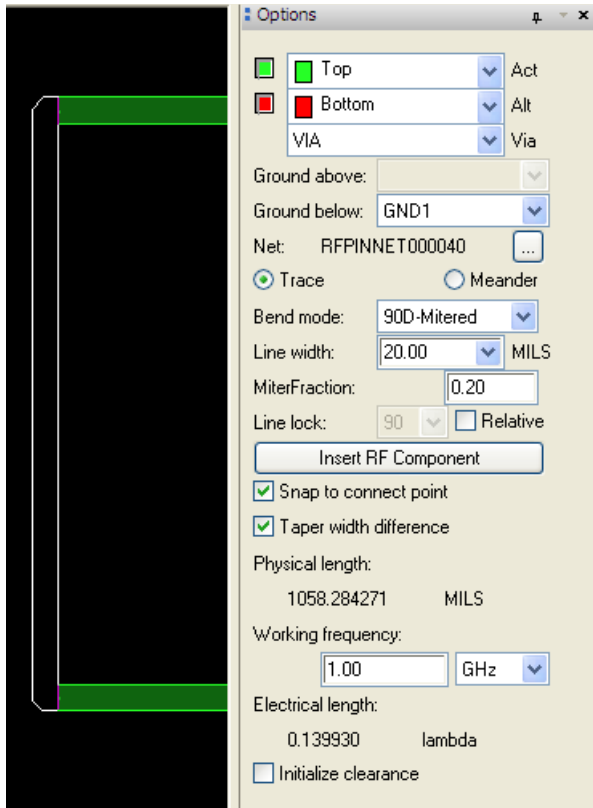 Options
Top Act
Bottom Alt
VIA Via
Ground above:
Ground below: GND1
Net: RFPINNET000040 ...
Trace Meander
Bend mode: 90D-Mitered
Line width: 20.00 MILS
MiterFraction: 0.20
Line lock: 90 Relative
Insert RF Component
Snap to connect point
Taper width difference
Physical length:
1058.284271 MILS
Working frequency:
1.00 GHz
Electrical length:
0.139930 lambda
Initialize clearance